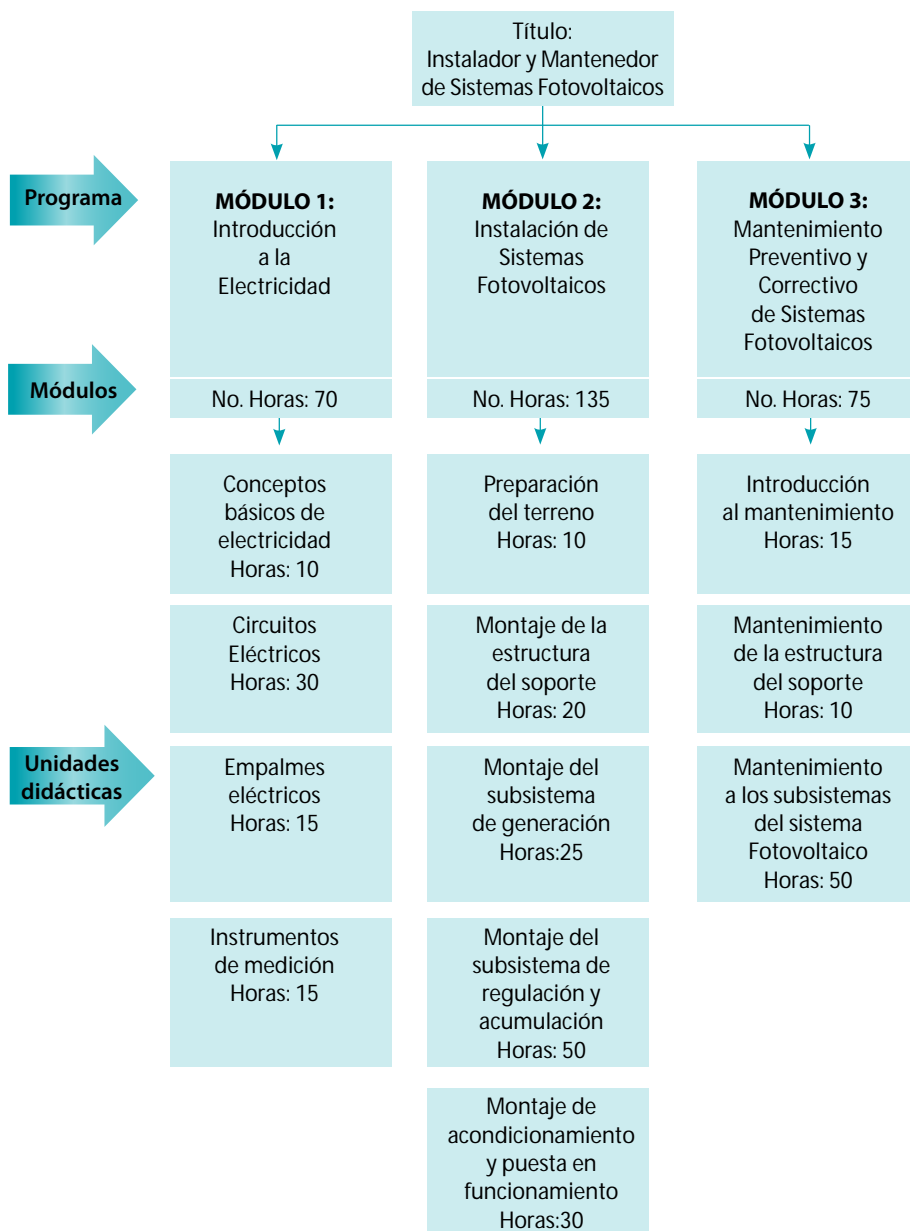 Título:
Instalador y Mantenedor
de Sistemas Fotovoltaicos
Programa
MÓDULO 1:
Introducción
a la
Electricidad
MÓDULO 2:
Instalación de
Sistemas
Fotovoltaicos
MÓDULO 3:
Mantenimiento
Preventivo y
Correctivo
de Sistemas
Fotovoltaicos
Módulos
No. Horas: 70
No. Horas: 135
No. Horas: 75
Unidades
didácticas
Conceptos
básicos de
electricidad
Horas: 10
Circuitos
Eléctricos
Horas: 30
Empalmes
eléctricos
Horas: 15
Instrumentos
de medición
Horas: 15
Preparación
del terreno
Horas: 10
Montaje de la
estructura
del soporte
Horas: 20
Montaje del
subsistema
de generación
Horas:25
Montaje del
subsistema de
regulación y
acumulación
Horas: 50
Montaje de
acondicionamiento
y puesta en
funcionamiento
Horas:30
Introducción
al mantenimiento
Horas: 15
Mantenimiento
de la estructura
del soporte
Horas: 10
Mantenimiento
a los subsistemas
del sistema
Fotovoltaico
Horas: 50